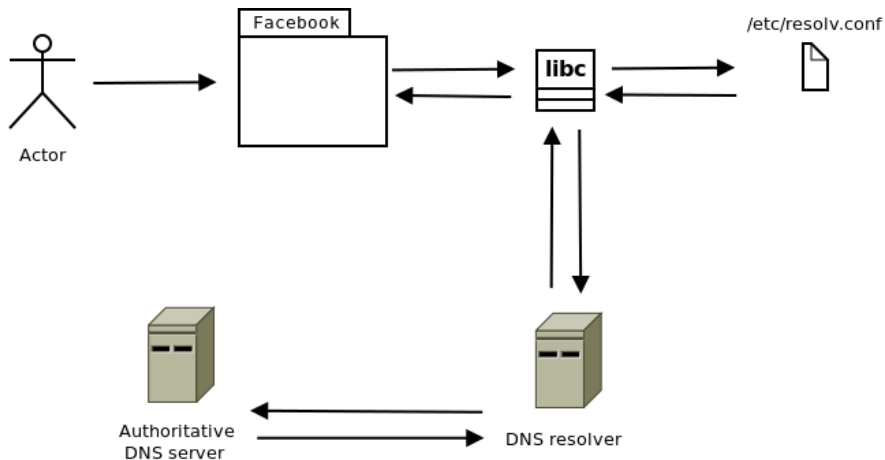 Facebook
/etc/resolv.conf
libc
Actor
Authoritative
DNS server
DNS resolver